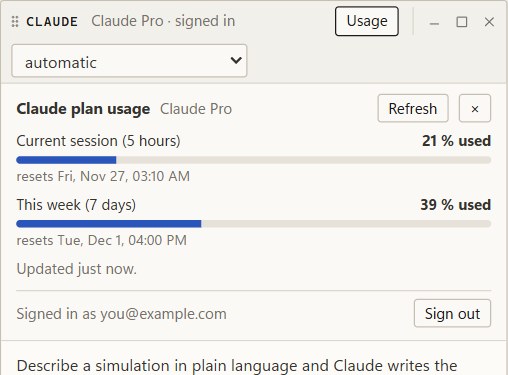 CLAUDE Claude Pro · signed in Usage
automatic
Claude plan usage Claude Pro Refresh ×
Current session (5 hours) 21 % used
resets Fri, Nov 27, 03:10 AM
This week (7 days) 39 % used
resets Tue, Dec 1, 04:00 PM
Updated just now.
Signed in as you@example.com Sign out
Describe a simulation in plain language and Claude writes the